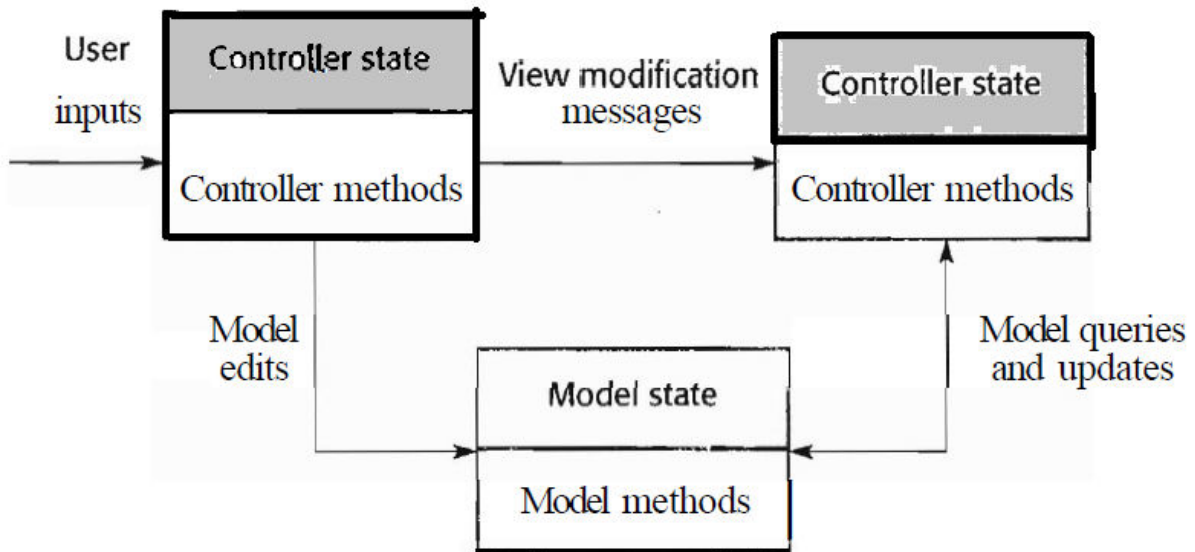 User
inputs
Controller state
Controller methods
View modification
messages
Controller state
Controller methods
Model
edits
Model queries
and updates
Model state
Model methods